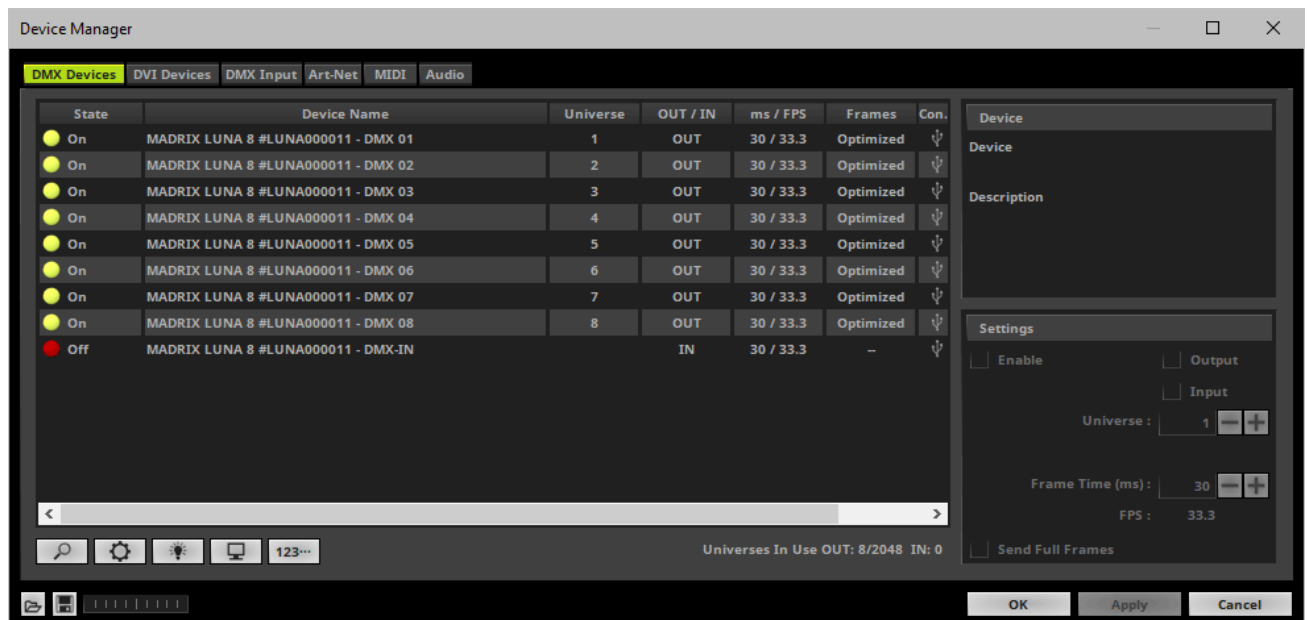 Device Manager
DMX Devices DVI Devices DMX Input Art-Net MIDI Audio
State Device Name Universe OUT / IN ms / FPS Frames Con.
On MADRIX LUNA 8 #LUNA000011 - DMX 01 1 OUT 30 / 33.3 Optimized
On MADRIX LUNA 8 #LUNA000011 - DMX 02 2 OUT 30 / 33.3 Optimized
On MADRIX LUNA 8 #LUNA000011 - DMX 03 3 OUT 30 / 33.3 Optimized
On MADRIX LUNA 8 #LUNA000011 - DMX 04 4 OUT 30 / 33.3 Optimized
On MADRIX LUNA 8 #LUNA000011 - DMX 05 5 OUT 30 / 33.3 Optimized
On MADRIX LUNA 8 #LUNA000011 - DMX 06 6 OUT 30 / 33.3 Optimized
On MADRIX LUNA 8 #LUNA000011 - DMX 07 7 OUT 30 / 33.3 Optimized
On MADRIX LUNA 8 #LUNA000011 - DMX 08 8 OUT 30 / 33.3 Optimized
Off MADRIX LUNA 8 #LUNA000011 - DMX-IN IN 30 / 33.3 --
123...
Universes In Use OUT: 8/2048 IN: 0
Device
Device
Description
Settings
Enable Output
Input
Universe : 1
Frame Time (ms) : 30
FPS : 33.3
Send Full Frames
OK Apply Cancel